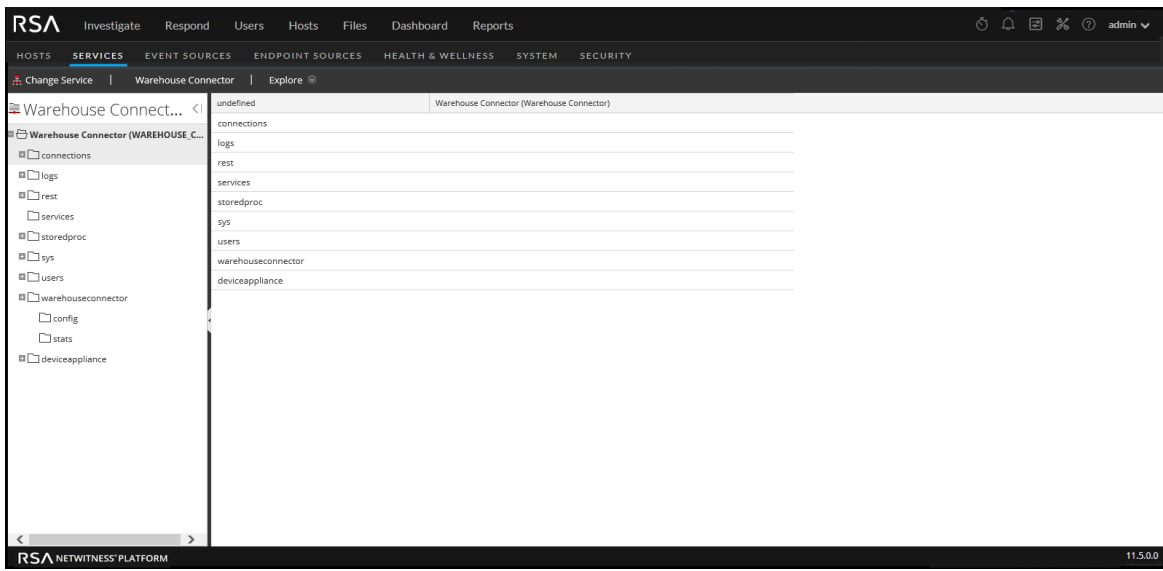 RSA Investigate Respond Users Hosts Files Dashboard Reports admin
HOSTS SERVICES EVENT SOURCES ENDPOINT SOURCES HEALTH & WELLNESS SYSTEM SECURITY
Change Service | Warehouse Connector | Explore
Warehouse Connect...
Warehouse Connector (WAREHOUSE_C...
connections
logs
rest
services
storedproc
sys
users
warehouseconnector
config
stats
deviceappliance
undefined Warehouse Connector (Warehouse Connector)
connections
logs
rest
services
storedproc
sys
users
warehouseconnector
deviceappliance
RSA NETWITNESS® PLATFORM 11.5.0.0